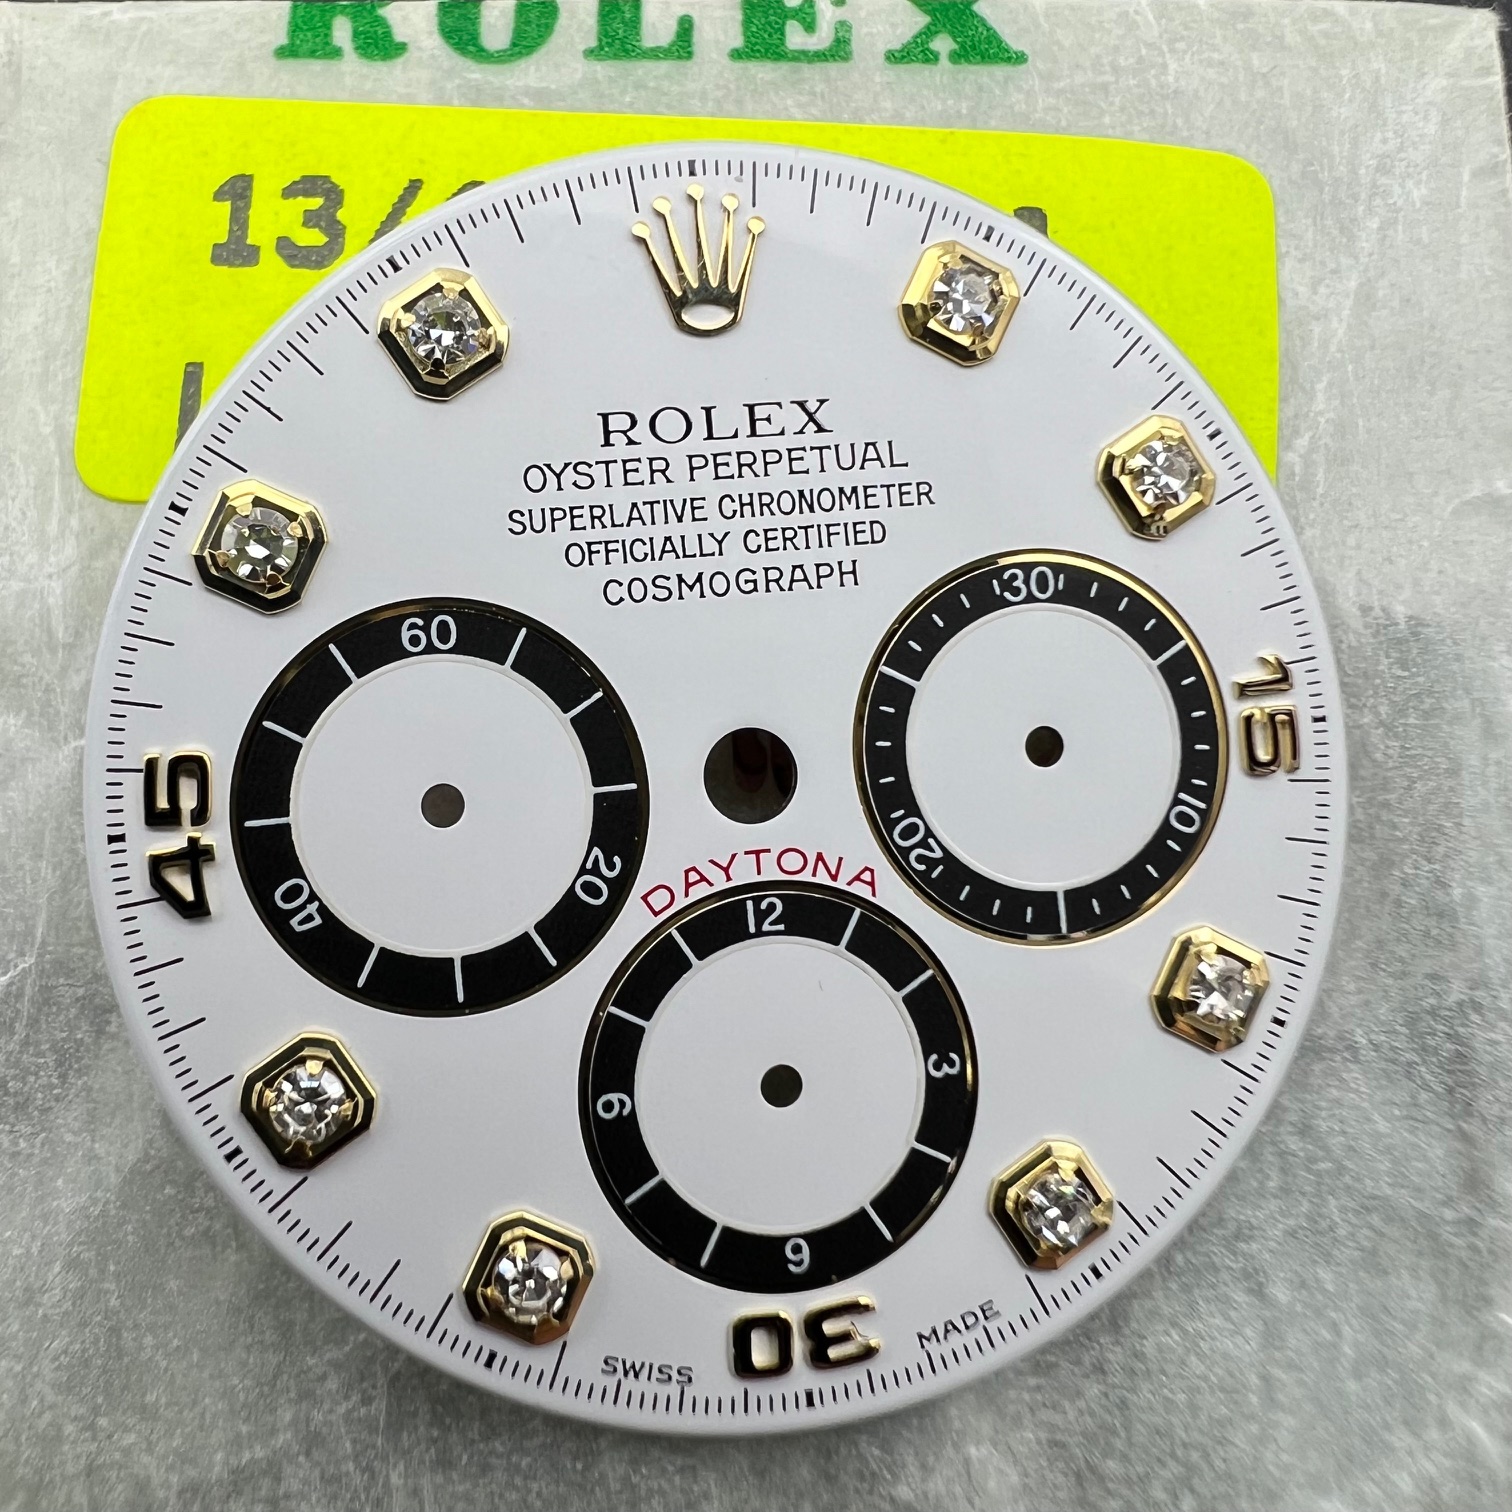 ROLEX
13/
ROLEX
OYSTER PERPETUAL
SUPERLATIVE CHRONOMETER
OFFICIALLY CERTIFIED
COSMOGRAPH
60
20
40
30
10
20
15
45
DAYTONA
12
3
6
9
30
SWISS MADE